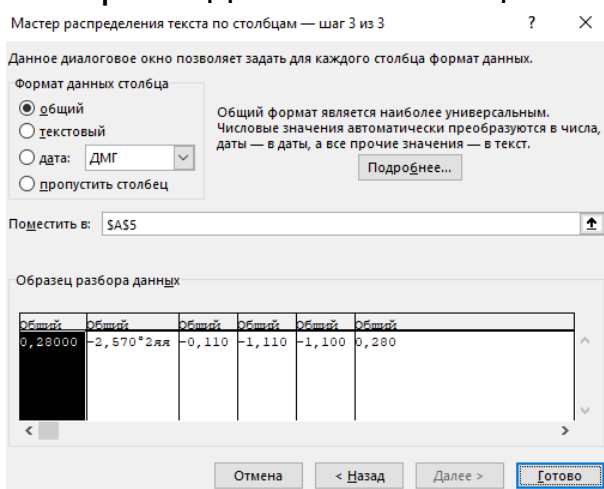 Мастер распределения текста по столбцам — шаг 3 из 3 ? ×
Данное диалоговое окно позволяет задать для каждого столбца формат данных.
Формат данных столбца
общий
текстовый
дата: ДМГ
пропустить столбец
Общий формат является наиболее универсальным.
Числовые значения автоматически преобразуются в числа,
даты — в даты, а все прочие значения — в текст.
Подробнее...
Поместить в: $A$5
Образец разбора данных
Общий Общий Общий Общий Общий Общий
0,28000 -2,570°2яя -0,110 -1,110 -1,100 0,280
Отмена < Назад Далее > Готово